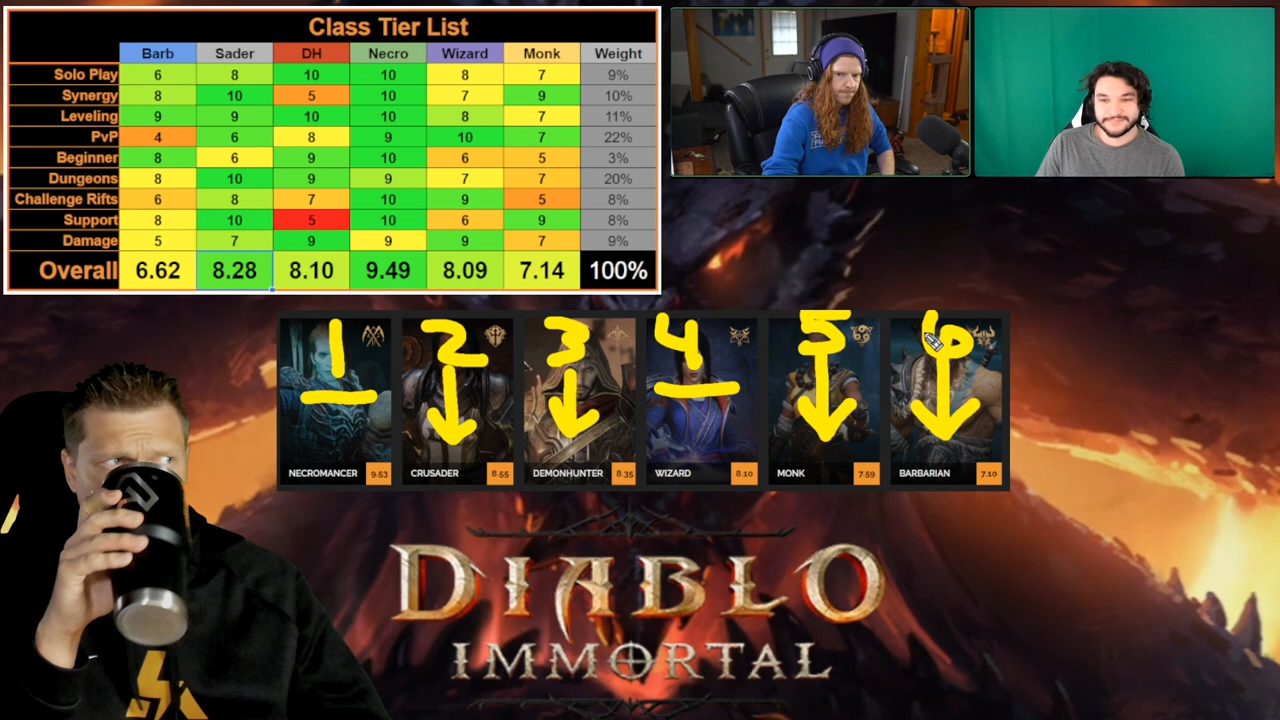 Class Tier List
Barb Sader DH Necro Wizard Monk Weight
Solo Play 6 8 10 10 8 7 9%
Synergy 8 10 5 10 7 9 10%
Leveling 9 9 10 10 8 7 11%
PvP 4 6 8 9 10 7 22%
Beginner 8 6 9 10 6 5 3%
Dungeons 8 10 9 9 7 7 20%
Challenge Rifts 6 8 7 10 9 5 8%
Support 8 10 5 10 6 9 8%
Damage 5 7 9 9 9 7 9%
Overall 6.62 8.28 8.10 9.49 8.09 7.14 100%
1 2 3 4 5 6
NECROMANCER 9.53 CRUSADER 8.55 DEMONHUNTER 8.35 WIZARD 8.10 MONK 7.59 BARBARIAN 7.10
DIABLO
IMMORTAL